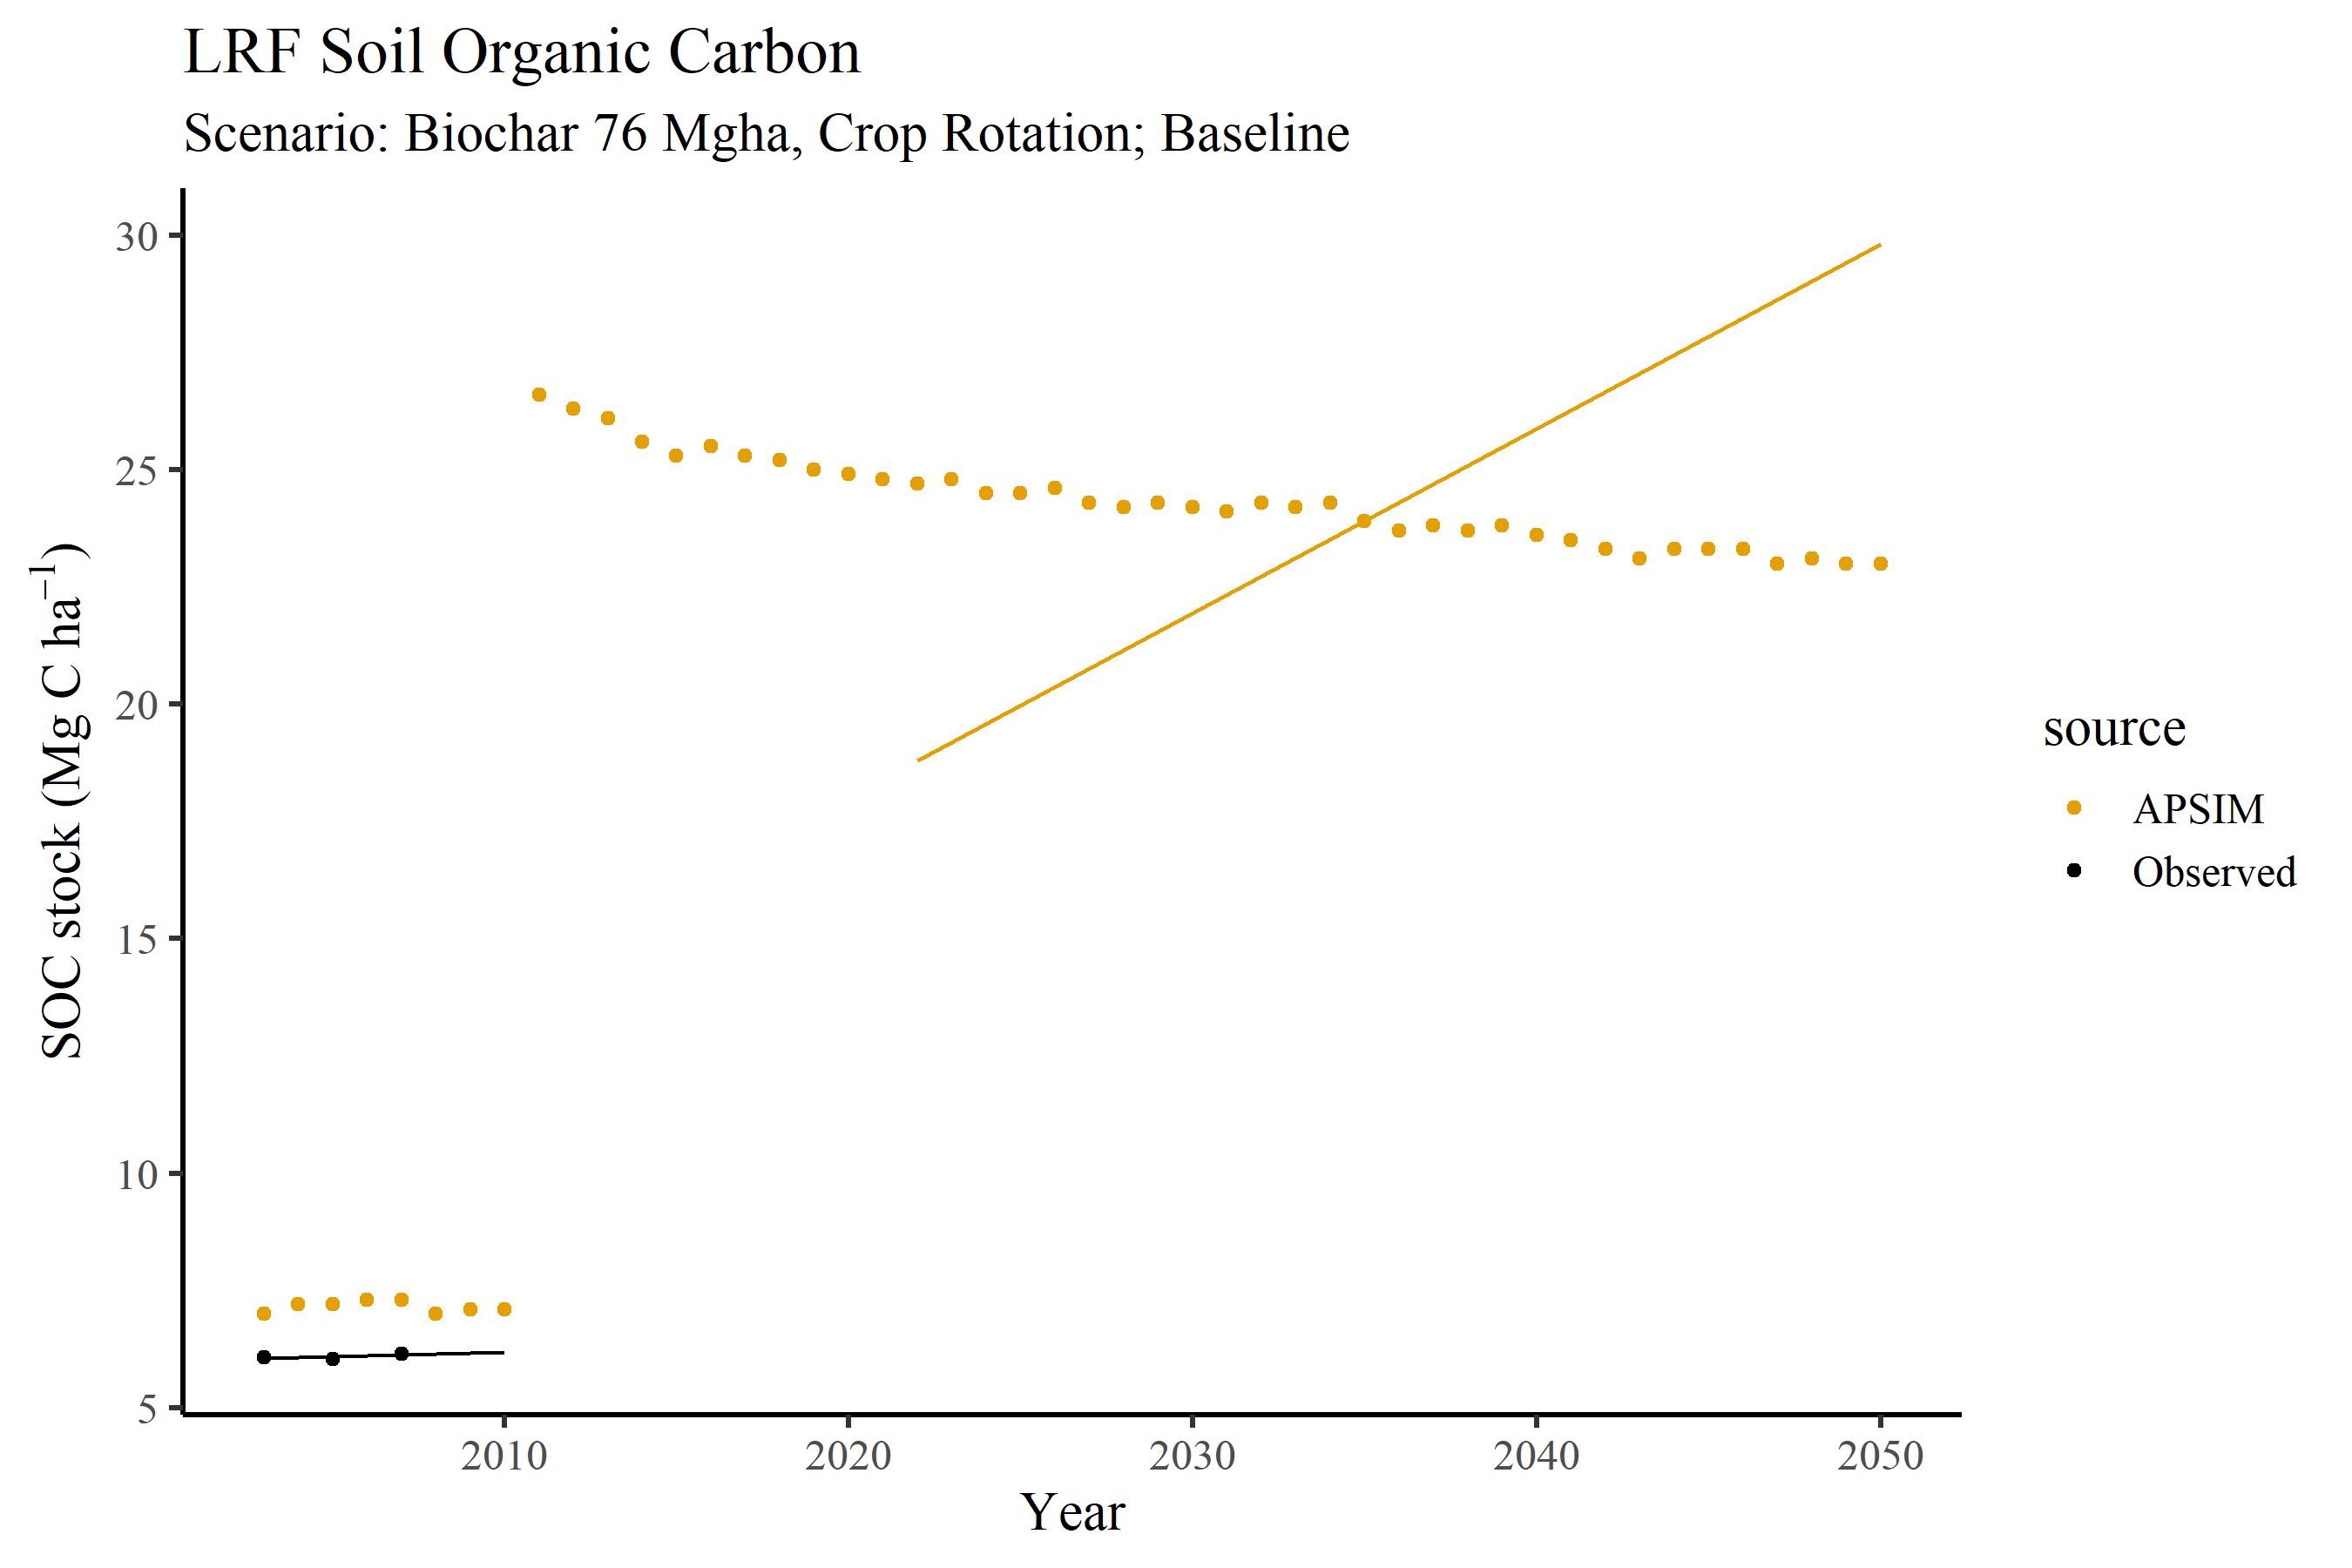 LRF Soil Organic Carbon
Scenario: Biochar 76 Mgha, Crop Rotation; Baseline
SOC stock (Mg C ha⁻¹)
30
25
20
15
10
5
2010 2020 2030 2040 2050
Year
source
APSIM
Observed